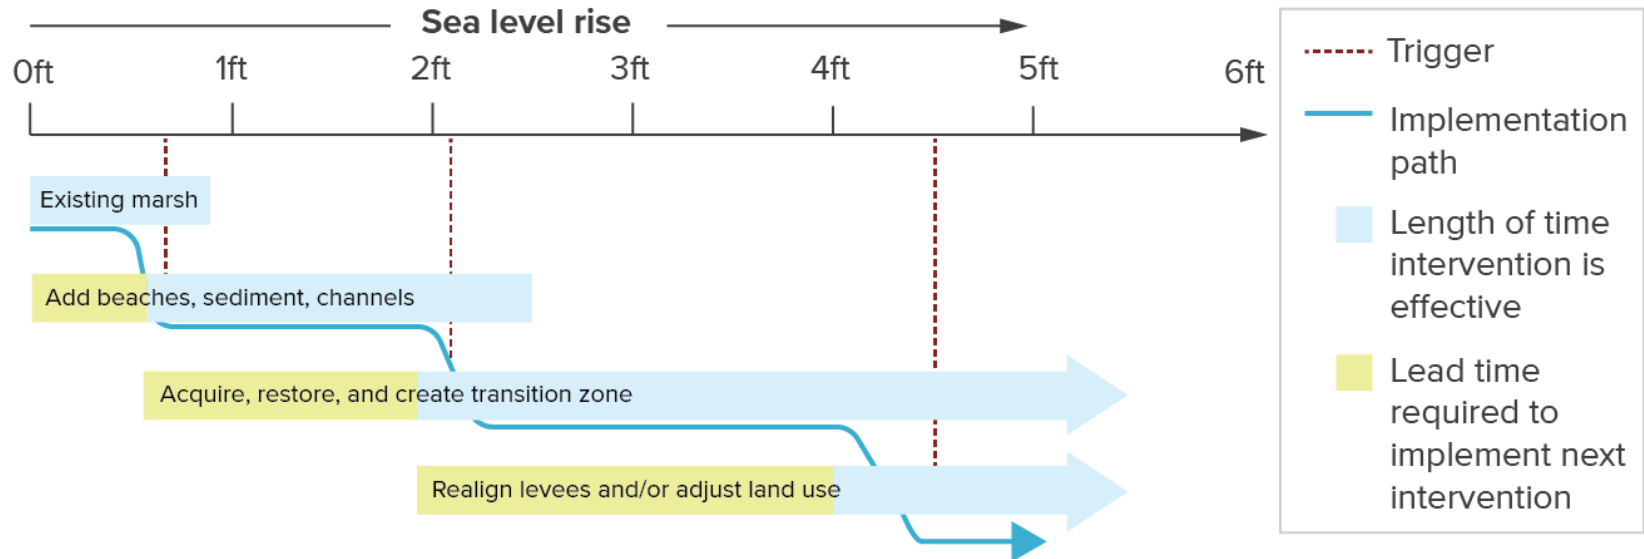 Sea level rise
0ft 1ft 2ft 3ft 4ft 5ft 6ft
Existing marsh
Add beaches, sediment, channels
Acquire, restore, and create transition zone
Realign levees and/or adjust land use
Trigger
Implementation
path
Length of time
intervention is
effective
Lead time
required to
implement next
intervention